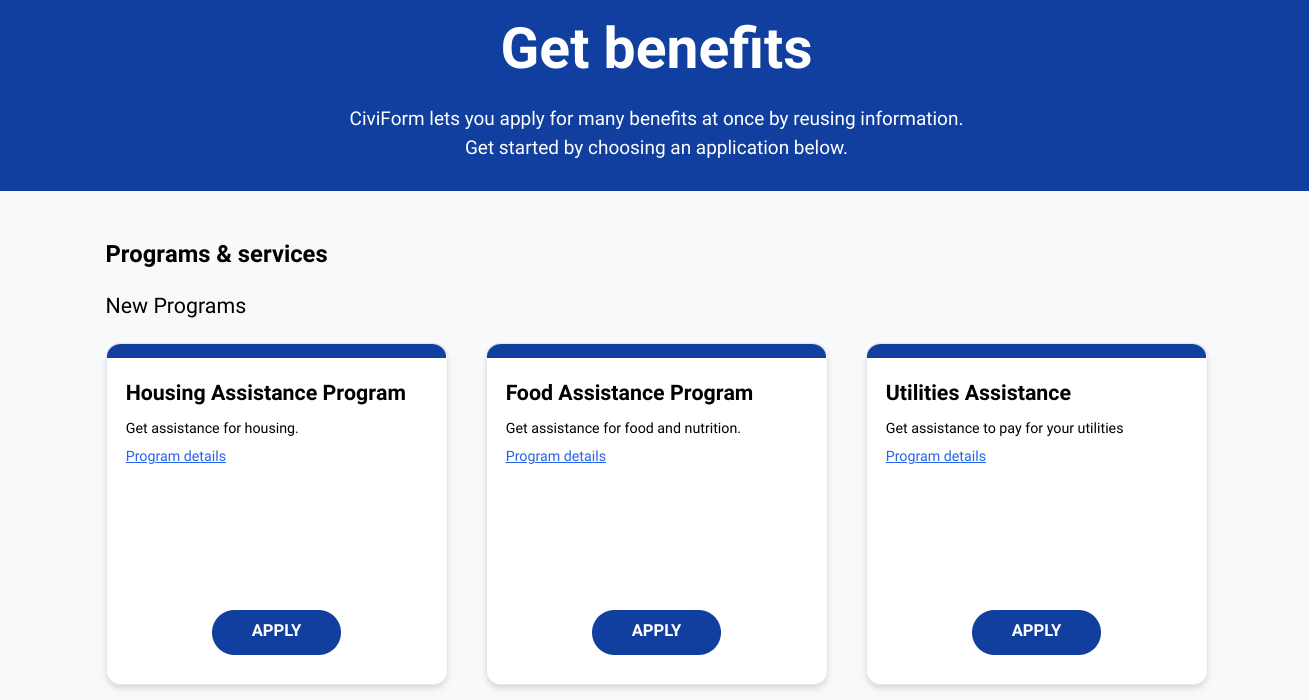 Get benefits
CiviForm lets you apply for many benefits at once by reusing information.
Get started by choosing an application below.
Programs & services
New Programs
Housing Assistance Program
Get assistance for housing.
Program details
APPLY
Food Assistance Program
Get assistance for food and nutrition.
Program details
APPLY
Utilities Assistance
Get assistance to pay for your utilities
Program details
APPLY